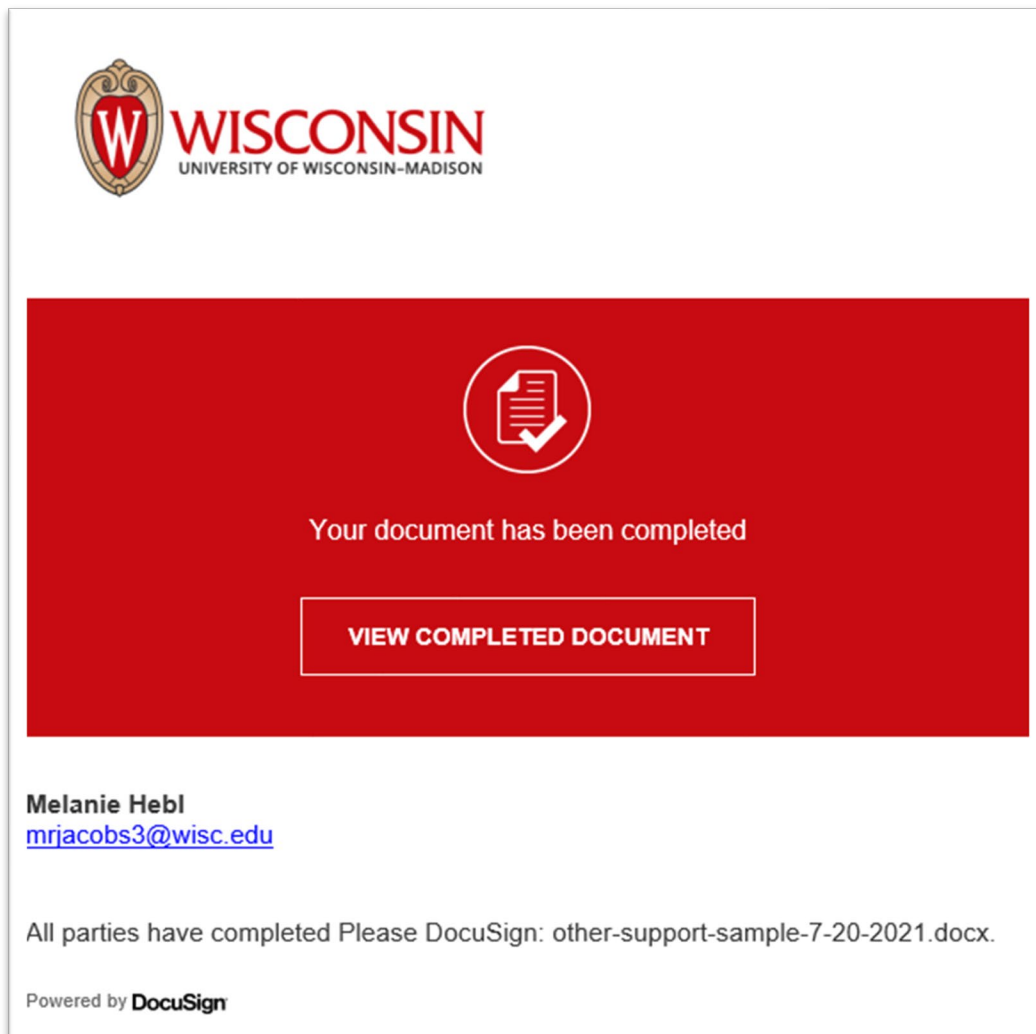 W WISCONSIN
UNIVERSITY OF WISCONSIN–MADISON
Your document has been completed
VIEW COMPLETED DOCUMENT
Melanie Hebl
mrjacobs3@wisc.edu
All parties have completed Please DocuSign: other-support-sample-7-20-2021.docx.
Powered by DocuSign